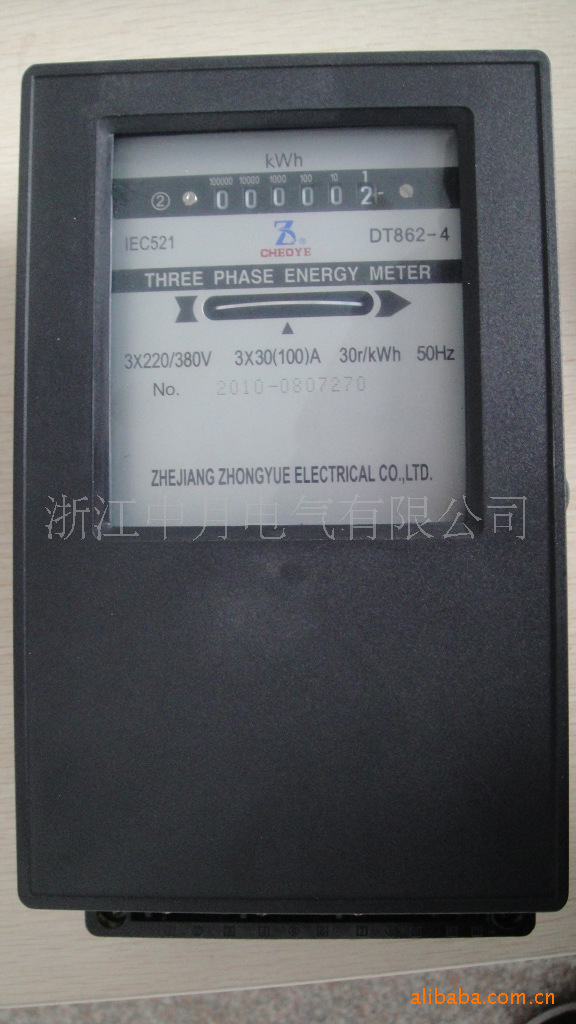 kWh
100000 10000 1000 100 10 1
② 0 0 0 0 0 2
IEC521 CHEOYE ® DT862-4
THREE PHASE ENERGY METER
3X220/380V 3X30(100)A 30r/kWh 50Hz
No. 2010-0807270
ZHEJIANG ZHONGYUE ELECTRICAL CO.,LTD.
浙江中月电气有限公司
alibaba.com.cn